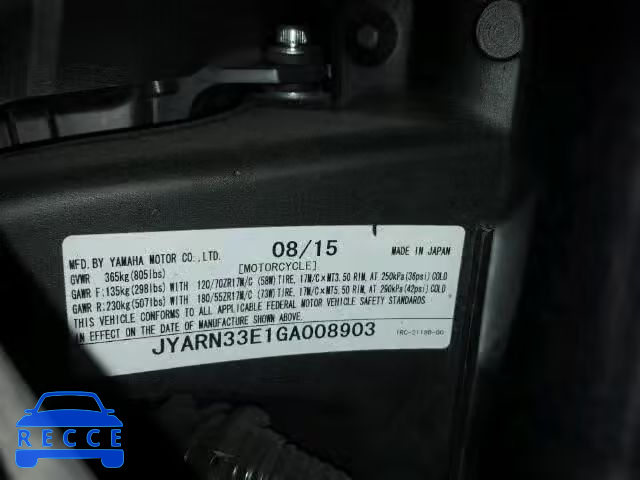 MFD. BY YAMAHA MOTOR CO.,LTD. 08/15 MADE IN JAPAN
GVWR 365kg(805lbs) [MOTORCYCLE]
GAWR F:135kg(298lbs) WITH 120/70ZR17M/C (58W) TIRE, 17M/C×MT3.50 RIM, AT 250kPa(36psi) COLD
GAWR R:230kg(507lbs) WITH 180/55ZR17M/C (73W) TIRE, 17M/C×MT5.50 RIM, AT 290kPa(42psi) COLD
THIS VEHICLE CONFORMS TO ALL APPLICABLE FEDERAL MOTOR VEHICLE SAFETY STANDARDS
IN EFFECT ON THE DATE OF MANUFACTURE SHOWN ABOVE.
JYARN33E1GA008903 1RC-21180-00
RECCE